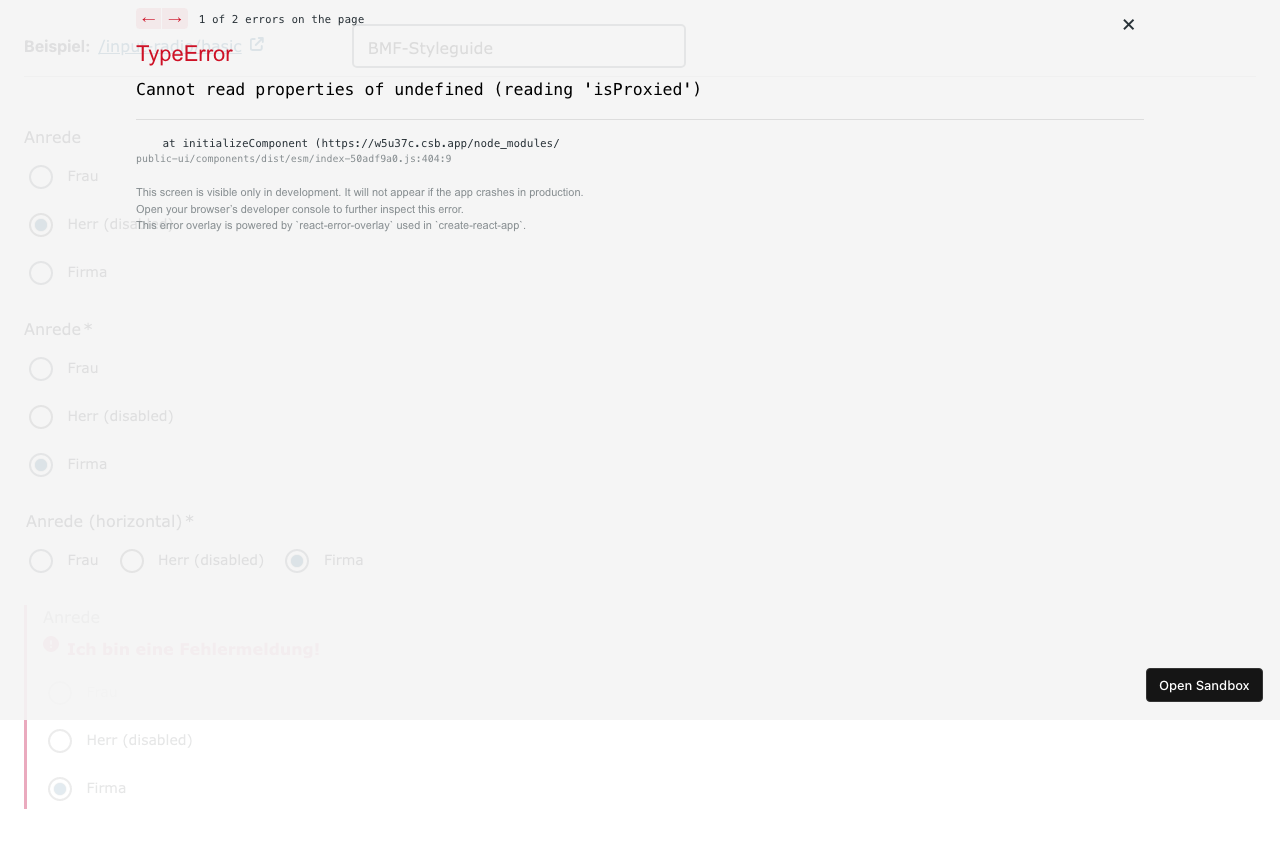 ← → 1 of 2 errors on the page
Beispiel: /input-radio/basic
BMF-Styleguide
TypeError
Cannot read properties of undefined (reading 'isProxied')
at initializeComponent (https://w5u37c.csb.app/node_modules/
public-ui/components/dist/esm/index-50adf9a0.js:404:9
This screen is visible only in development. It will not appear if the app crashes in production.
Open your browser’s developer console to further inspect this error.
This error overlay is powered by `react-error-overlay` used in `create-react-app`.
Anrede
Frau
Herr (disabled)
Firma
Anrede*
Frau
Herr (disabled)
Firma
Anrede (horizontal)*
Frau Herr (disabled) Firma
Anrede
Ich bin eine Fehlermeldung!
Open Sandbox
Herr (disabled)
Firma